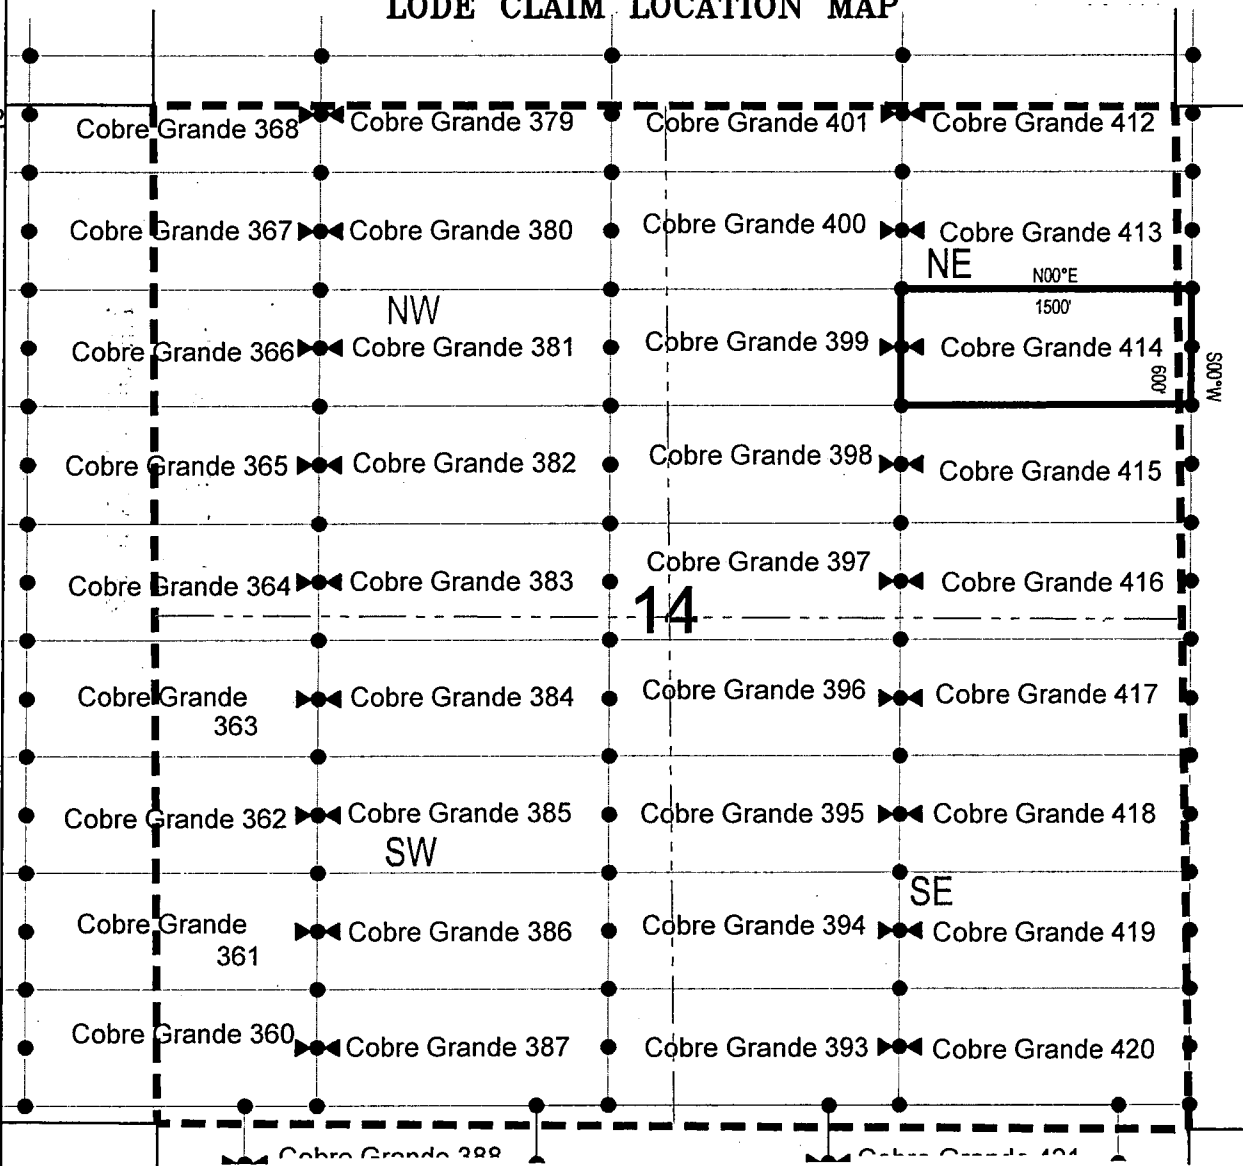 LODE CLAIM LOCATION MAP
Cobre Grande 368
Cobre Grande 379
Cobre Grande 401
Cobre Grande 412
Cobre Grande 367
Cobre Grande 380
Cobre Grande 400
Cobre Grande 413
NE
N00°E
1500'
NW
Cobre Grande 366
Cobre Grande 381
Cobre Grande 399
Cobre Grande 414
600'
S00°W
Cobre Grande 365
Cobre Grande 382
Cobre Grande 398
Cobre Grande 415
Cobre Grande 364
Cobre Grande 383
Cobre Grande 397
Cobre Grande 416
14
Cobre Grande
363
Cobre Grande 384
Cobre Grande 396
Cobre Grande 417
Cobre Grande 362
Cobre Grande 385
Cobre Grande 395
Cobre Grande 418
SW
SE
Cobre Grande
361
Cobre Grande 386
Cobre Grande 394
Cobre Grande 419
Cobre Grande 360
Cobre Grande 387
Cobre Grande 393
Cobre Grande 420
Cobre Grande 388
Cobre Grande 421